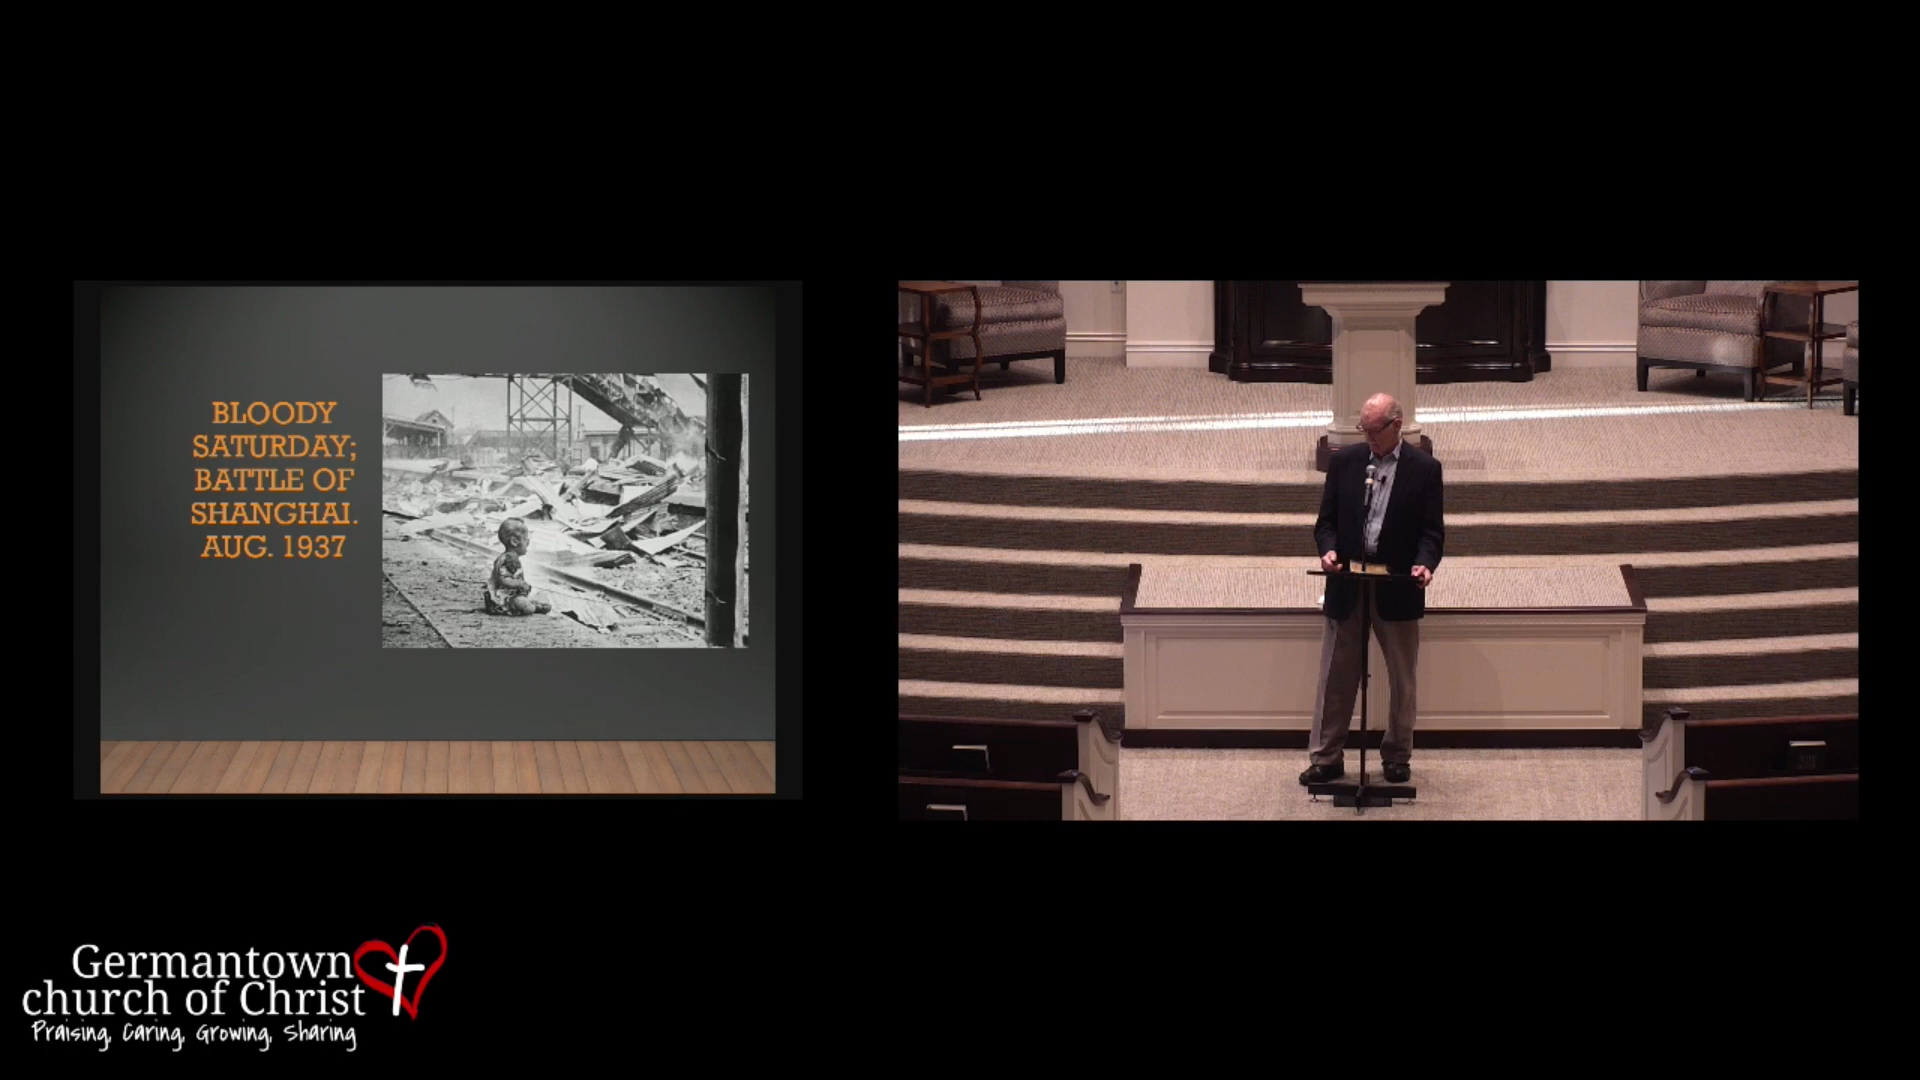 BLOODY
SATURDAY;
BATTLE OF
SHANGHAI.
AUG. 1937
Germantown
church of Christ
Praising, Caring, Growing, Sharing